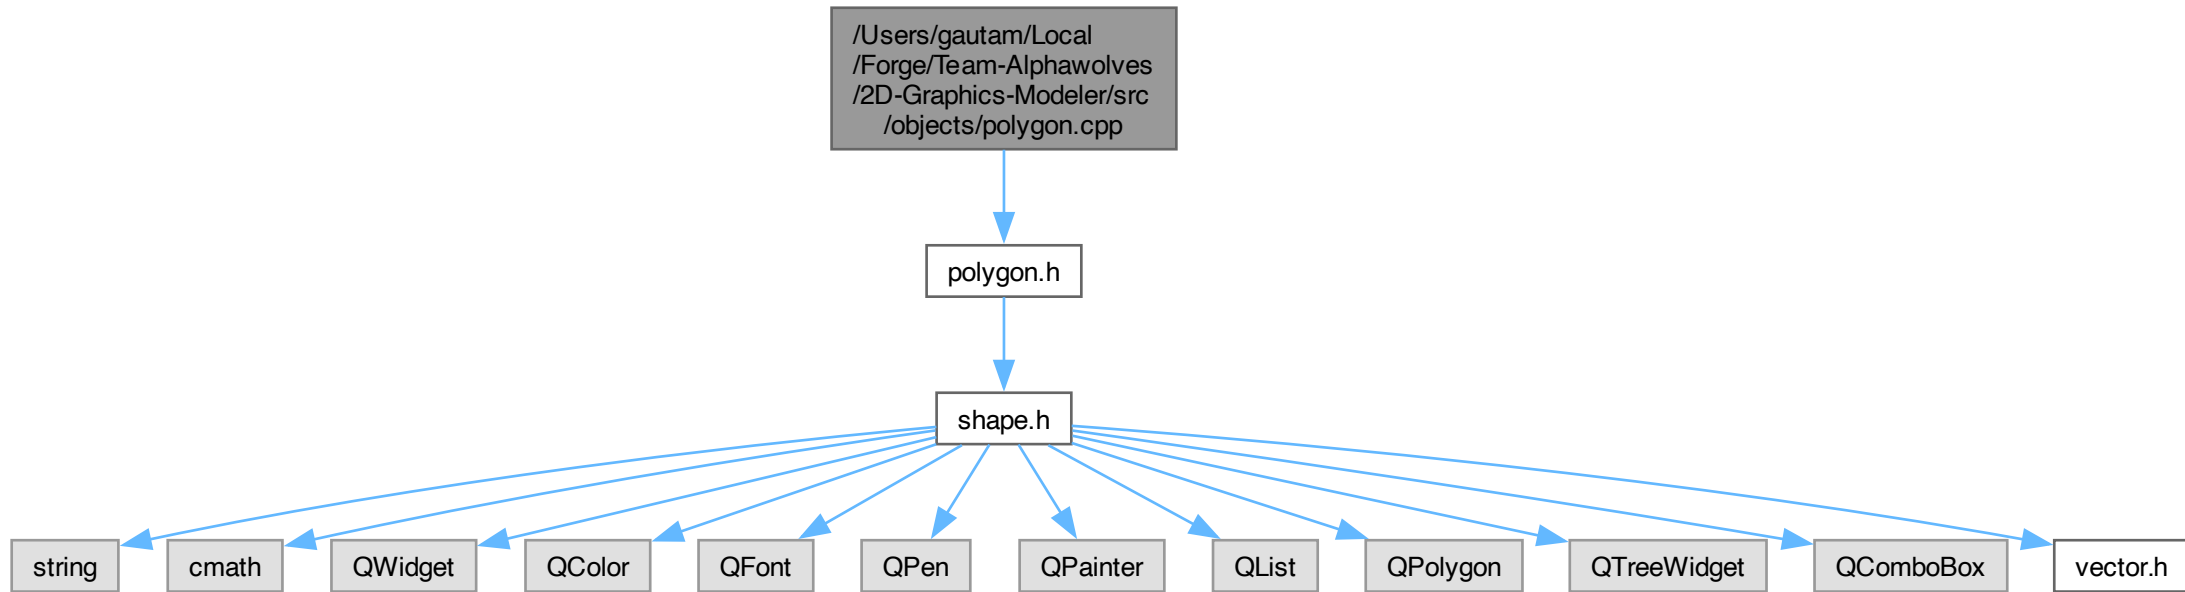 /Users/gautam/Local
/Forge/Team-Alphawolves
/2D-Graphics-Modeler/src
/objects/polygon.cpp
polygon.h
shape.h
string
cmath
QWidget
QColor
QFont
QPen
QPainter
QList
QPolygon
QTreeWidget
QComboBox
vector.h